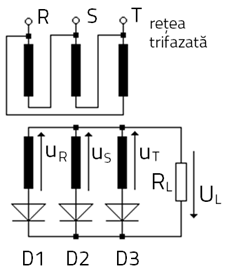 R S T rețea
trifazată
uR uS uT RL UL
D1 D2 D3